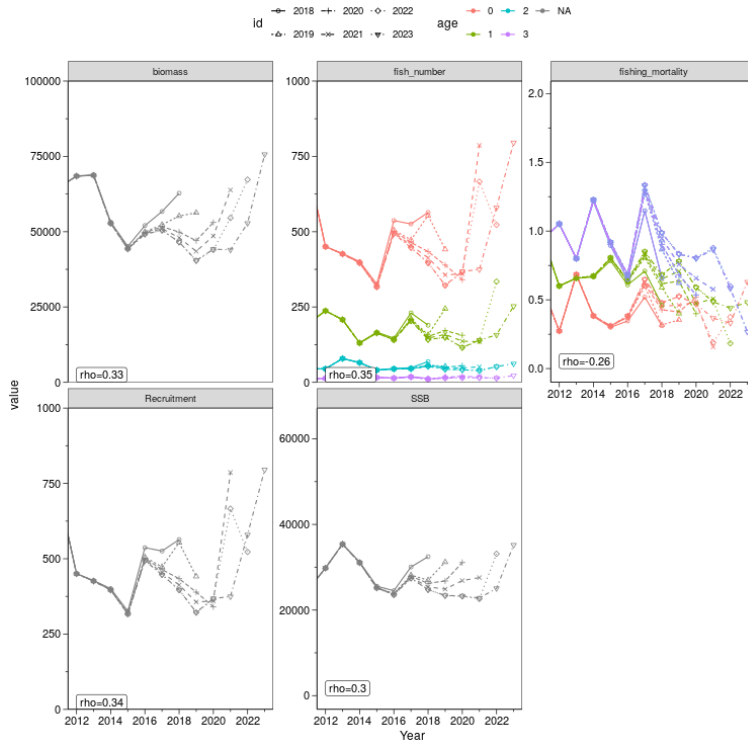 id 2018 2020 2022 age 0 2 NA
2019 2021 2023 1 3
biomass fish_number fishing_mortality
100000 1000 2.0
75000 750 1.5
50000 500 1.0
25000 250 0.5
0 0 0.0
rho=0.33 rho=0.35 rho=-0.26
2012 2014 2016 2018 2020 2022
value
Recruitment SSB
1000
750 60000
500 40000
250 20000
0 0
rho=0.34 rho=0.3
2012 2014 2016 2018 2020 2022 2012 2014 2016 2018 2020 2022
Year